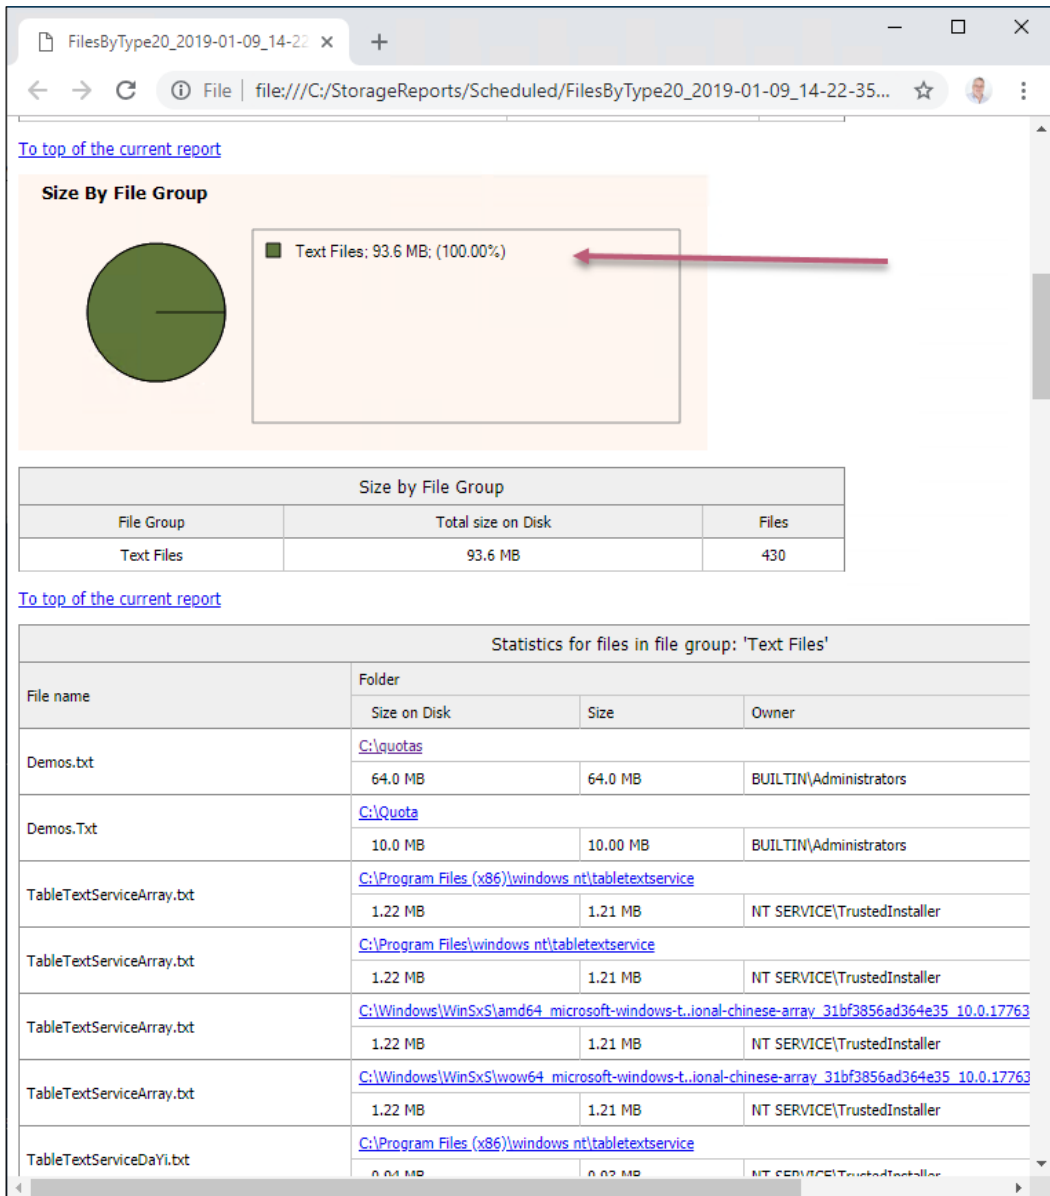 FilesByType20_2019-01-09_14-22
File
file:///C:/StorageReports/Scheduled/FilesByType20_2019-01-09_14-22-35...
To top of the current report
Size By File Group
Text Files; 93.6 MB; (100.00%)
Size by File Group
File Group Total size on Disk Files
Text Files 93.6 MB 430
To top of the current report
Statistics for files in file group: 'Text Files'
File name
Folder
Size on Disk Size Owner
Demos.txt
C:\quotas
64.0 MB 64.0 MB BUILTIN\Administrators
Demos.Txt
C:\Quota
10.0 MB 10.00 MB BUILTIN\Administrators
TableTextServiceArray.txt
C:\Program Files (x86)\windows nt\tabletextservice
1.22 MB 1.21 MB NT SERVICE\TrustedInstaller
TableTextServiceArray.txt
C:\Program Files\windows nt\tabletextservice
1.22 MB 1.21 MB NT SERVICE\TrustedInstaller
TableTextServiceArray.txt
C:\Windows\WinSxS\amd64_microsoft-windows-t..ional-chinese-array_31bf3856ad364e35_10.0.17763
1.22 MB 1.21 MB NT SERVICE\TrustedInstaller
TableTextServiceArray.txt
C:\Windows\WinSxS\wow64_microsoft-windows-t..ional-chinese-array_31bf3856ad364e35_10.0.17763
1.22 MB 1.21 MB NT SERVICE\TrustedInstaller
TableTextServiceDaYi.txt
C:\Program Files (x86)\windows nt\tabletextservice
NT SERVICE\TrustedInstaller